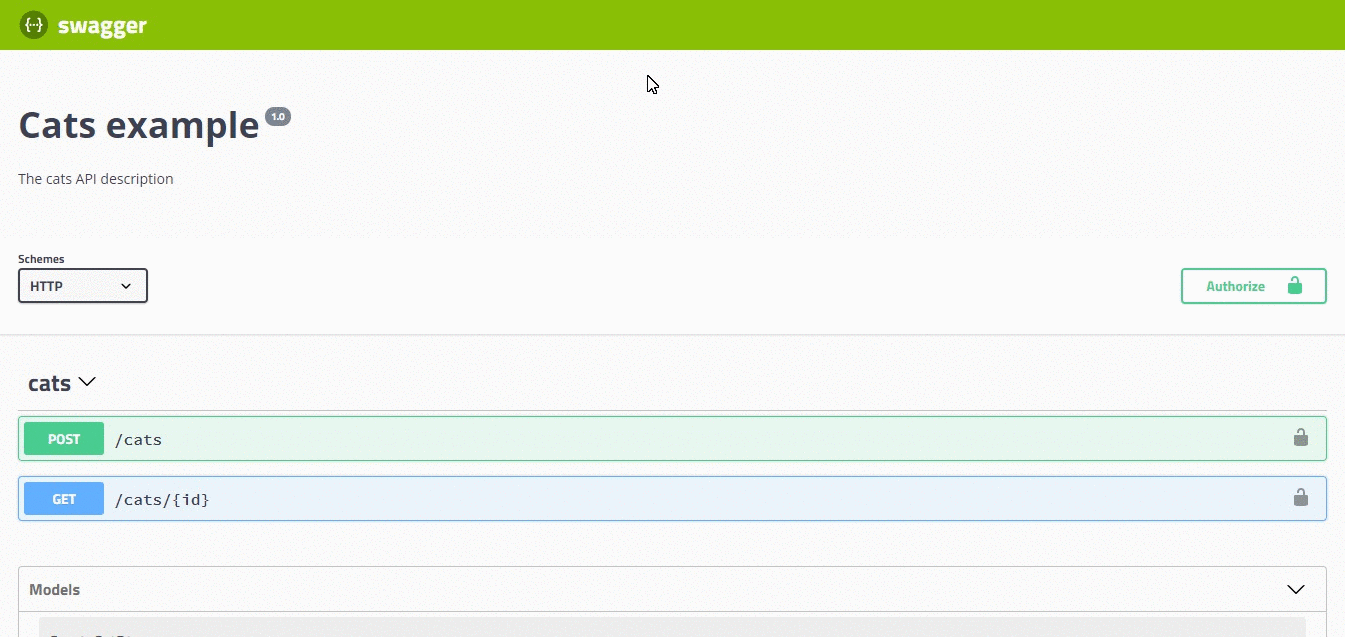 swagger
Cats example 1.0
The cats API description
Schemes
HTTP
Authorize
cats
POST /cats
GET /cats/{id}
Models